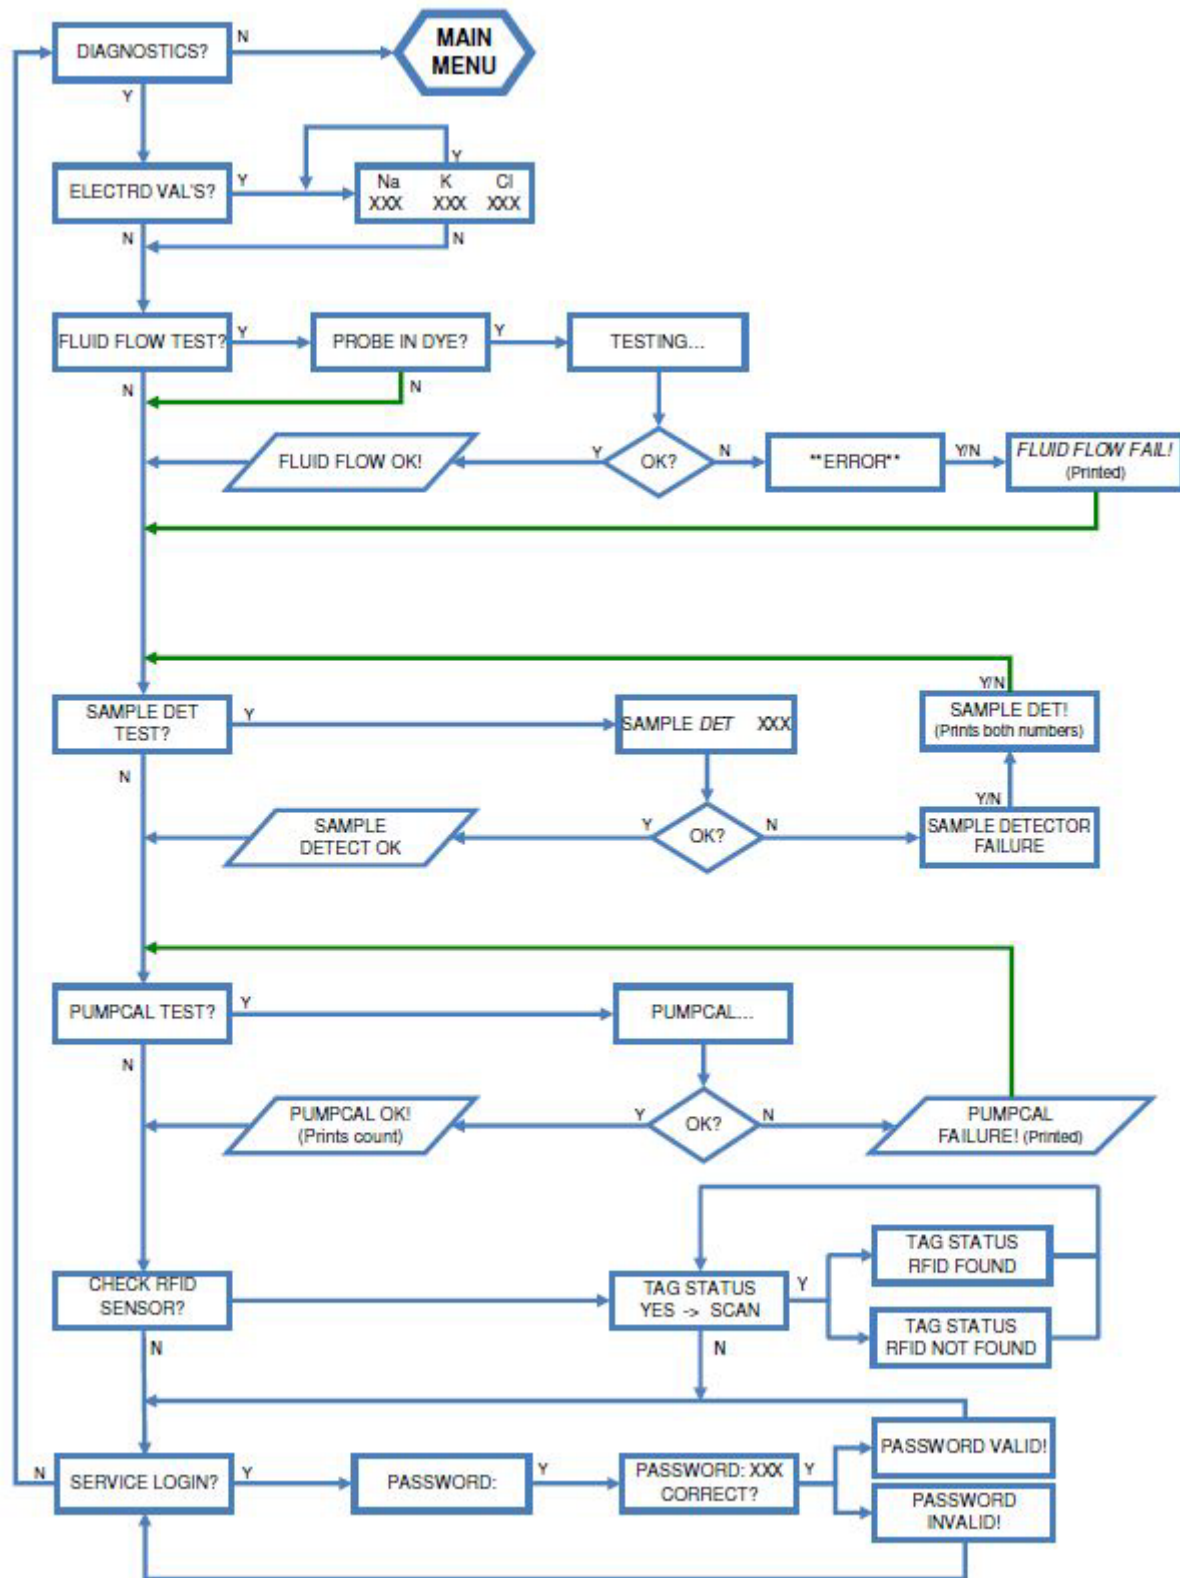 DIAGNOSTICS?
N
MAIN
MENU
Y
ELECTRD VAL'S?
Y
Y
Na K Cl
XXX XXX XXX
N
N
FLUID FLOW TEST?
Y
PROBE IN DYE?
Y
TESTING...
N
N
FLUID FLOW OK!
Y
OK?
N
**ERROR**
Y/N
FLUID FLOW FAIL!
(Printed)
Y/N
SAMPLE DET
TEST?
Y
SAMPLE DET XXX
SAMPLE DET!
(Prints both numbers)
N
Y/N
SAMPLE
DETECT OK
Y
OK?
N
SAMPLE DETECTOR
FAILURE
PUMPCAL TEST?
Y
PUMPCAL...
N
PUMPCAL OK!
(Prints count)
Y
OK?
N
PUMPCAL
FAILURE! (Printed)
CHECK RFID
SENSOR?
TAG STATUS
YES -> SCAN
Y
TAG STATUS
RFID FOUND
TAG STATUS
RFID NOT FOUND
N
N
N
SERVICE LOGIN?
Y
PASSWORD:
Y
PASSWORD: XXX
CORRECT?
Y
PASSWORD VALID!
PASSWORD
INVALID!